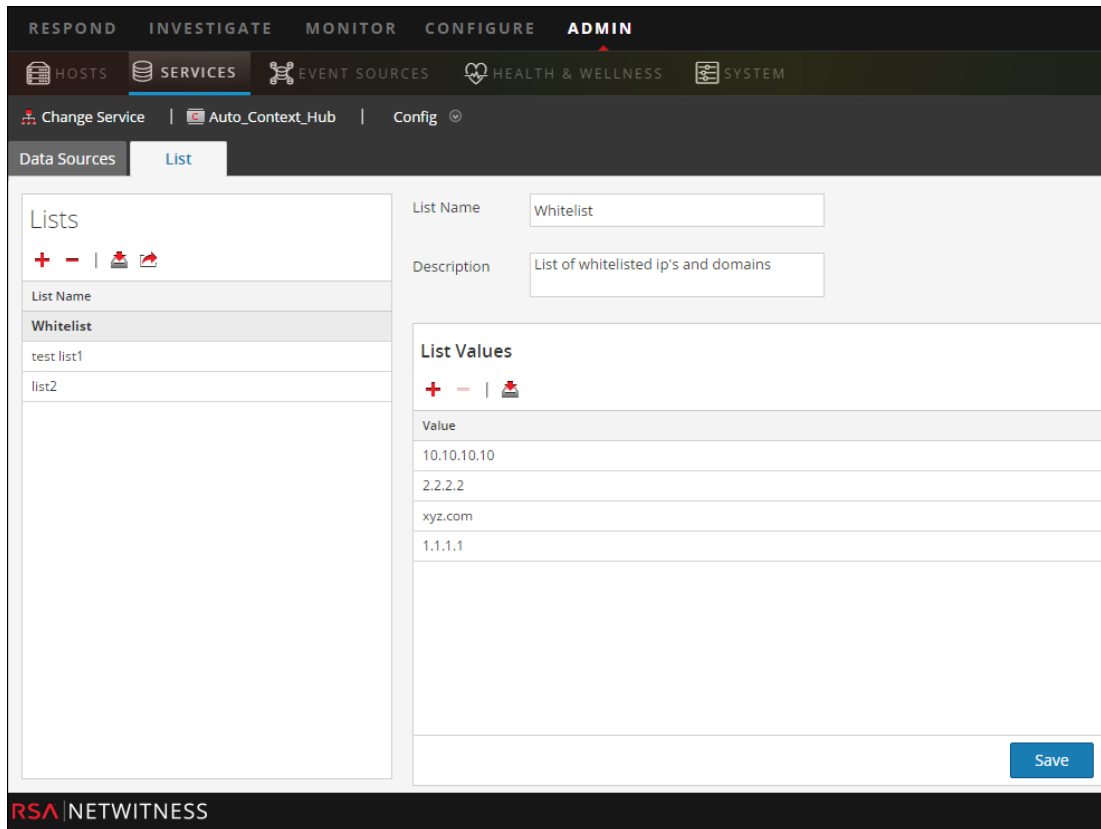 RESPOND INVESTIGATE MONITOR CONFIGURE ADMIN
HOSTS SERVICES EVENT SOURCES HEALTH & WELLNESS SYSTEM
Change Service | C Auto_Context_Hub | Config
Data Sources List
Lists
List Name
Whitelist
test list1
list2
List Name Whitelist
Description List of whitelisted ip's and domains
List Values
Value
10.10.10.10
2.2.2.2
xyz.com
1.1.1.1
Save
RSA NETWITNESS